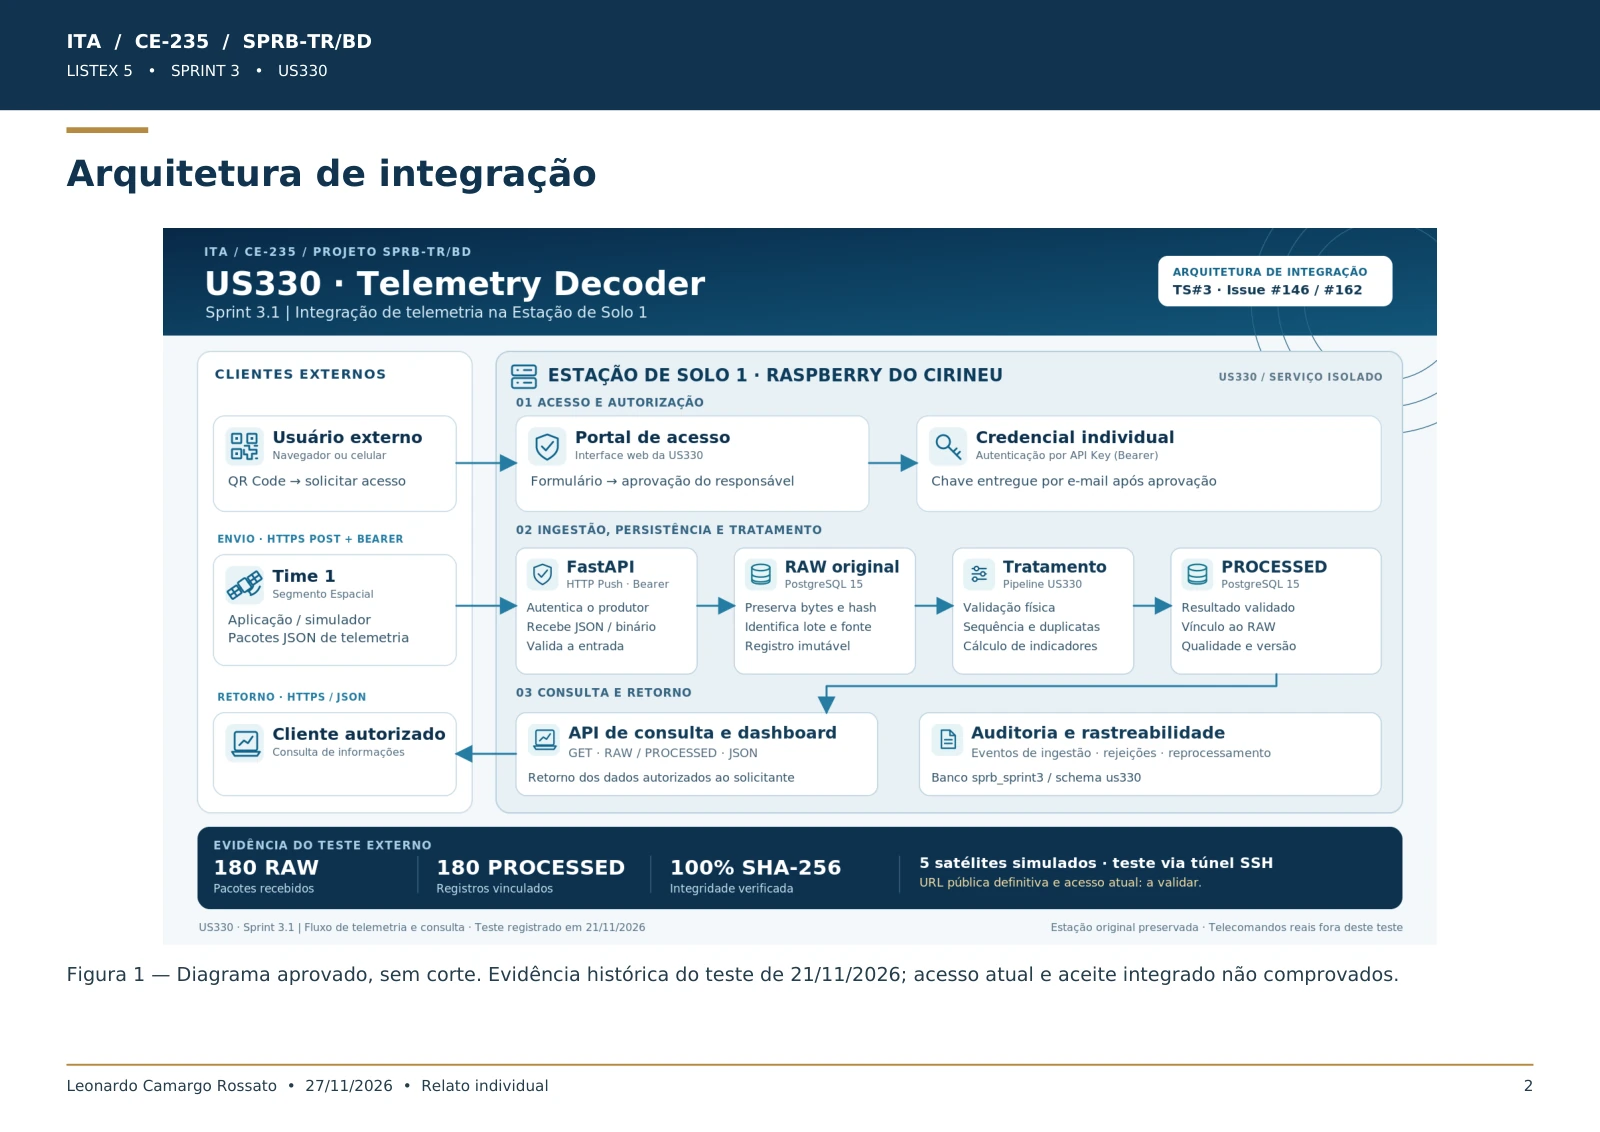 ITA / CE-235 / SPRB-TR/BD
LISTEX 5 • SPRINT 3 • US330
Arquitetura de integração
ITA / CE-235 / PROJETO SPRB-TR/BD
US330 · Telemetry Decoder
Sprint 3.1 | Integração de telemetria na Estação de Solo 1
ARQUITETURA DE INTEGRAÇÃO
TS#3 · Issue #146 / #162
CLIENTES EXTERNOS
Usuário externo
Navegador ou celular
QR Code → solicitar acesso
ENVIO · HTTPS POST + BEARER
Time 1
Segmento Espacial
Aplicação / simulador
Pacotes JSON de telemetria
RETORNO · HTTPS / JSON
Cliente autorizado
Consulta de informações
ESTAÇÃO DE SOLO 1 · RASPBERRY DO CIRINEU
US330 / SERVIÇO ISOLADO
01 ACESSO E AUTORIZAÇÃO
Portal de acesso
Interface web da US330
Formulário → aprovação do responsável
Credencial individual
Autenticação por API Key (Bearer)
Chave entregue por e-mail após aprovação
02 INGESTÃO, PERSISTÊNCIA E TRATAMENTO
FastAPI
HTTP Push · Bearer
Autentica o produtor
Recebe JSON / binário
Valida a entrada
RAW original
PostgreSQL 15
Preserva bytes e hash
Identifica lote e fonte
Registro imutável
Tratamento
Pipeline US330
Validação física
Sequência e duplicatas
Cálculo de indicadores
PROCESSED
PostgreSQL 15
Resultado validado
Vínculo ao RAW
Qualidade e versão
03 CONSULTA E RETORNO
API de consulta e dashboard
GET · RAW / PROCESSED · JSON
Retorno dos dados autorizados ao solicitante
Auditoria e rastreabilidade
Eventos de ingestão · rejeições · reprocessamento
Banco sprb_sprint3 / schema us330
EVIDÊNCIA DO TESTE EXTERNO
180 RAW
Pacotes recebidos
180 PROCESSED
Registros vinculados
100% SHA-256
Integridade verificada
5 satélites simulados · teste via túnel SSH
URL pública definitiva e acesso atual: a validar.
US330 · Sprint 3.1 | Fluxo de telemetria e consulta · Teste registrado em 21/11/2026
Estação original preservada · Telecomandos reais fora deste teste
Figura 1 — Diagrama aprovado, sem corte. Evidência histórica do teste de 21/11/2026; acesso atual e aceite integrado não comprovados.
Leonardo Camargo Rossato • 27/11/2026 • Relato individual
2